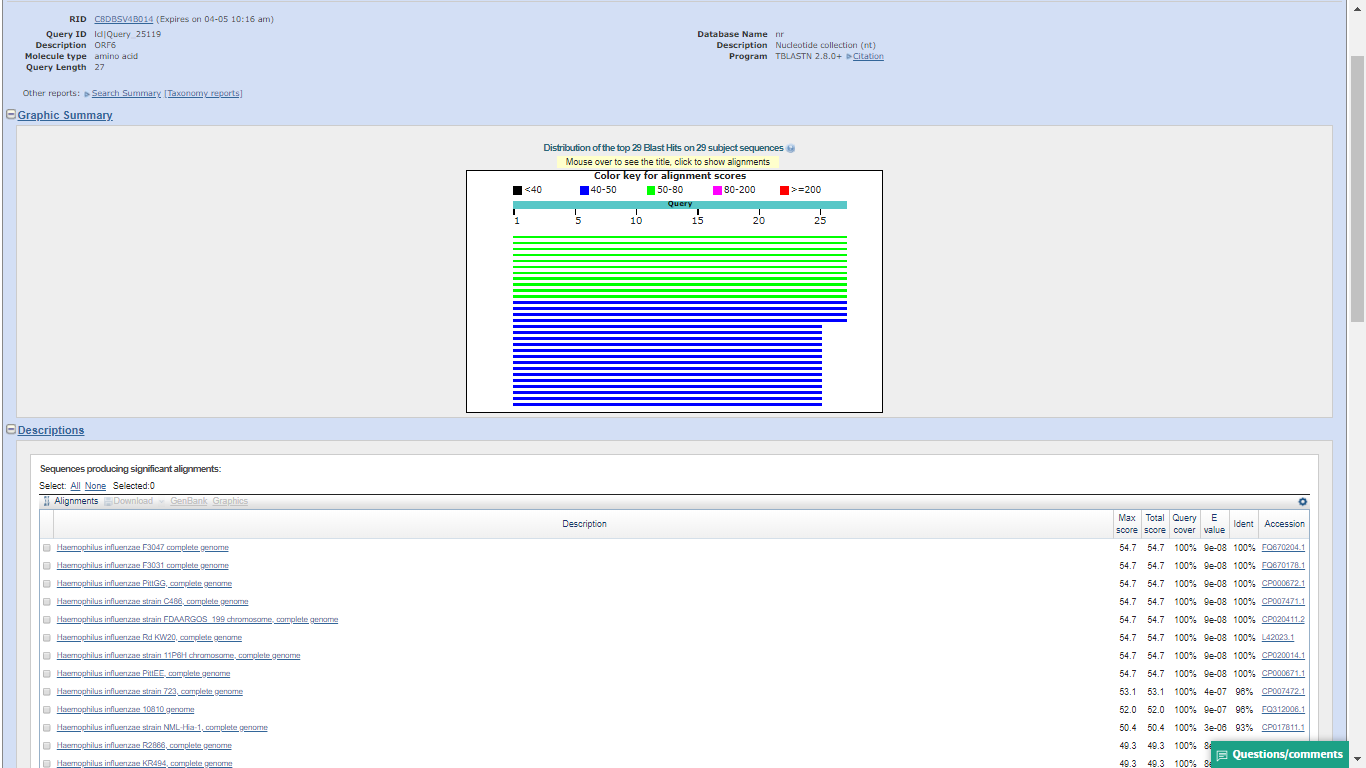 RID C8DBSV4B014 (Expires on 04-05 10:16 am)
Query ID lcl|Query_25119
Description ORF6
Molecule type amino acid
Query Length 27
Database Name nr
Description Nucleotide collection (nt)
Program TBLASTN 2.8.0+ Citation
Other reports: Search Summary [Taxonomy reports]
Graphic Summary
Distribution of the top 29 Blast Hits on 29 subject sequences
Mouse over to see the title, click to show alignments
Color key for alignment scores
<40 40-50 50-80 80-200 >=200
Query
1 5 10 15 20 25
Descriptions
Sequences producing significant alignments:
Select: All None Selected:0
Alignments Download GenBank Graphics
Description Max score Total score Query cover E value Ident Accession
Haemophilus influenzae F3047 complete genome 54.7 54.7 100% 9e-08 100% FQ670204.1
Haemophilus influenzae F3031 complete genome 54.7 54.7 100% 9e-08 100% FQ670178.1
Haemophilus influenzae PittGG, complete genome 54.7 54.7 100% 9e-08 100% CP000672.1
Haemophilus influenzae strain C486, complete genome 54.7 54.7 100% 9e-08 100% CP007471.1
Haemophilus influenzae strain FDAARGOS_199 chromosome, complete genome 54.7 54.7 100% 9e-08 100% CP020411.2
Haemophilus influenzae Rd KW20, complete genome 54.7 54.7 100% 9e-08 100% L42023.1
Haemophilus influenzae strain 11P6H chromosome, complete genome 54.7 54.7 100% 9e-08 100% CP020014.1
Haemophilus influenzae PittEE, complete genome 54.7 54.7 100% 9e-08 100% CP000671.1
Haemophilus influenzae strain 723, complete genome 53.1 53.1 100% 4e-07 96% CP007472.1
Haemophilus influenzae 10810 genome 52.0 52.0 100% 9e-07 96% FQ312006.1
Haemophilus influenzae strain NML-Hia-1, complete genome 50.4 50.4 100% 3e-06 93% CP017811.1
Haemophilus influenzae R2866, complete genome 49.3 49.3 100%
Haemophilus influenzae KR494, complete genome 49.3 49.3 100%
Questions/comments